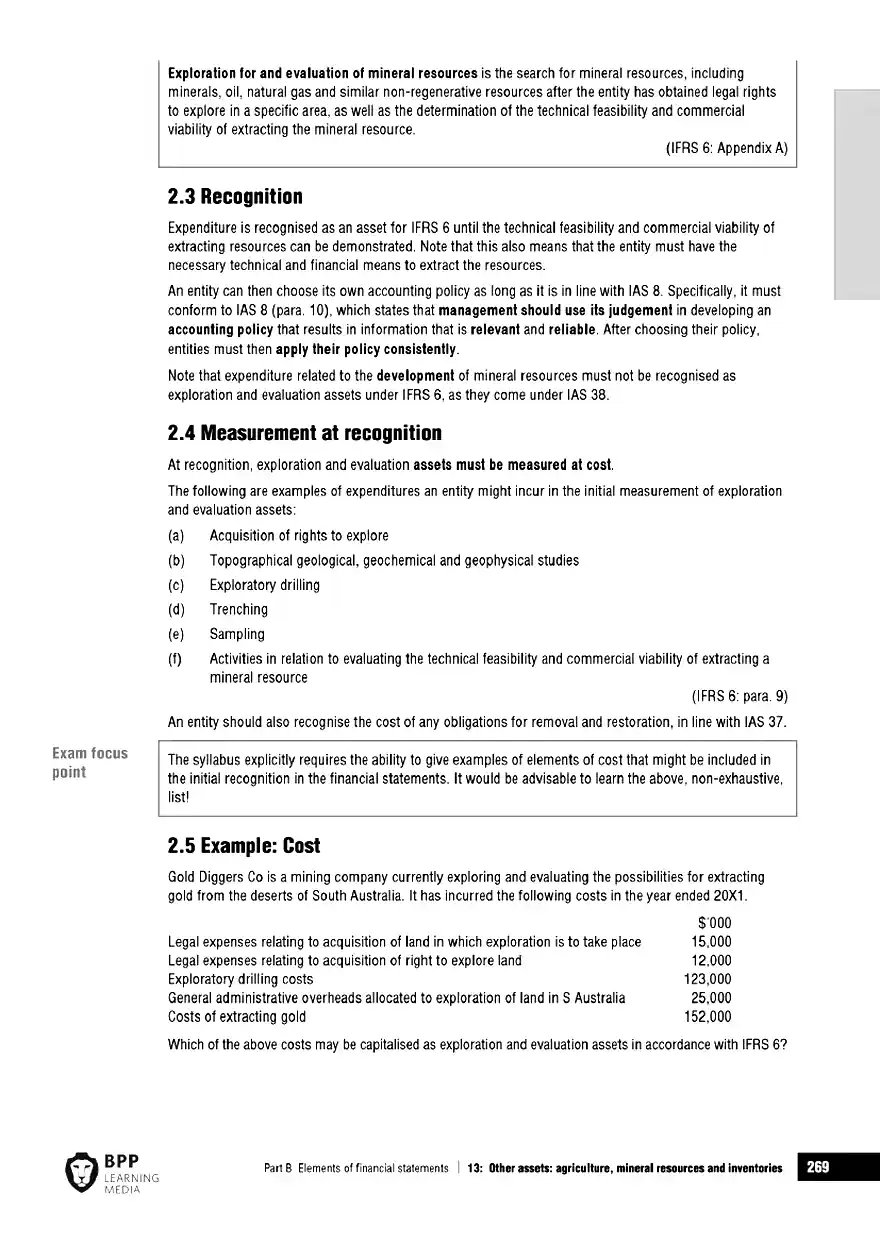 Exploration for and evaluation of mineral resources is the search for mineral resources, including
minerals, oil, natural gas and similar non-regenerative resources after the entity has obtained legal rights
to explore in a specific area, as well as the determination of the technical feasibility and commercial
viability of extracting the mineral resource.
(IFRS 6: Appendix A)
2.3 Recognition
Expenditure is recognised as an asset for IFRS 6 until the technical feasibility and commercial viability of
extracting resources can be demonstrated. Note that this also means that the entity must have the
necessary technical and financial means to extract the resources.
An entity can then choose its own accounting policy as long as it is in line with IAS 8. Specifically, it must
conform to IAS 8 (para. 10), which states that management should use its judgement in developing an
accounting policy that results in information that is relevant and reliable. After choosing their policy,
entities must then apply their policy consistently.
Note that expenditure related to the development of mineral resources must not be recognised as
exploration and evaluation assets under IFRS 6, as they come under IAS 38.
2.4 Measurement at recognition
At recognition, exploration and evaluation assets must be measured at cost.
The following are examples of expenditures an entity might incur in the initial measurement of exploration
and evaluation assets:
(a) Acquisition of rights to explore
(b) Topographical geological, geochemical and geophysical studies
(c) Exploratory drilling
(d) Trenching
(e) Sampling
(f) Activities in relation to evaluating the technical feasibility and commercial viability of extracting a
mineral resource
(IFRS 6: para. 9)
An entity should also recognise the cost of any obligations for removal and restoration, in line with IAS 37.
Exam focus
point
The syllabus explicitly requires the ability to give examples of elements of cost that might be included in
the initial recognition in the financial statements. It would be advisable to learn the above, non-exhaustive,
list!
2.5 Example: Cost
Gold Diggers Co is a mining company currently exploring and evaluating the possibilities for extracting
gold from the deserts of South Australia. It has incurred the following costs in the year ended 20X1.
$'000
Legal expenses relating to acquisition of land in which exploration is to take place 15,000
Legal expenses relating to acquisition of right to explore land 12,000
Exploratory drilling costs 123,000
General administrative overheads allocated to exploration of land in S Australia 25,000
Costs of extracting gold 152,000
Which of the above costs may be capitalised as exploration and evaluation assets in accordance with IFRS 6?
BPP
LEARNING
MEDIA
Part B Elements of financial statements | 13: Other assets: agriculture, mineral resources and inventories 269